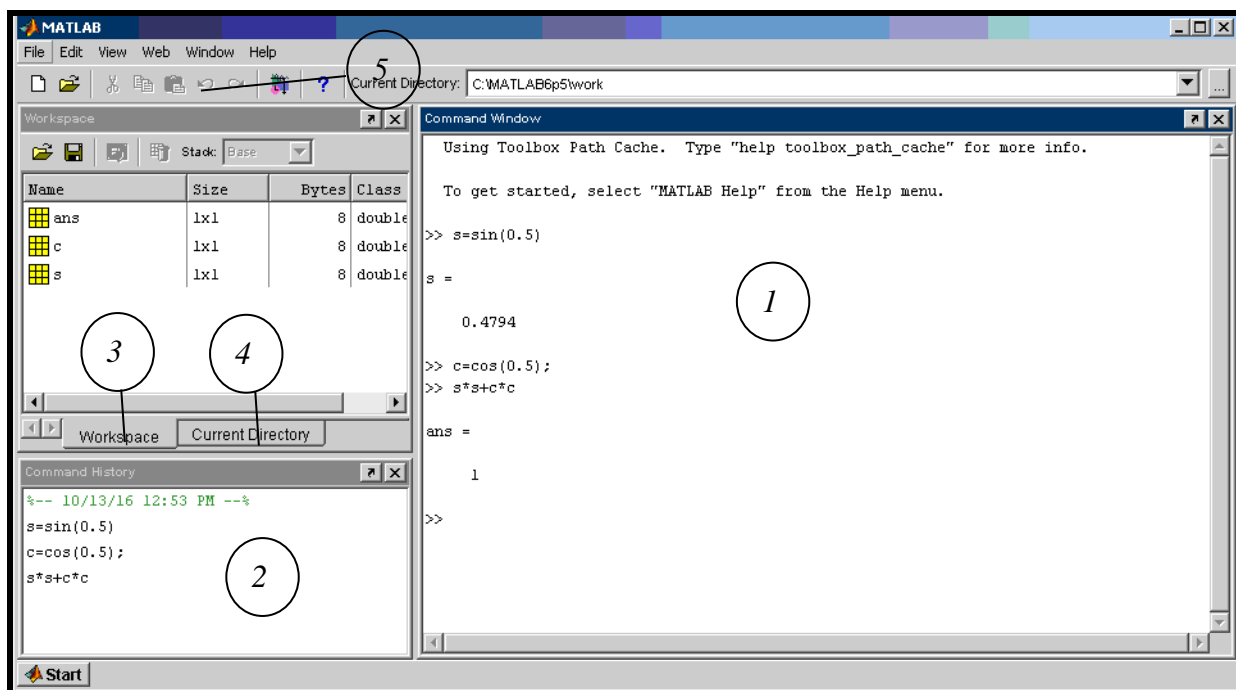 MATLAB
File Edit View Web Window Help
5
? Current Directory: C:\MATLAB6p5\work ...
Workspace
Stack: Base
Name Size Bytes Class
ans 1x1 8 double
c 1x1 8 double
s 1x1 8 double
3 4
Workspace Current Directory
Command History
%-- 10/13/16 12:53 PM --%
s=sin(0.5)
c=cos(0.5);
s*s+c*c
2
Command Window
Using Toolbox Path Cache. Type "help toolbox_path_cache" for more info.
To get started, select "MATLAB Help" from the Help menu.
>> s=sin(0.5)
s =
0.4794
>> c=cos(0.5);
>> s*s+c*c
ans =
1
>>
1
Start